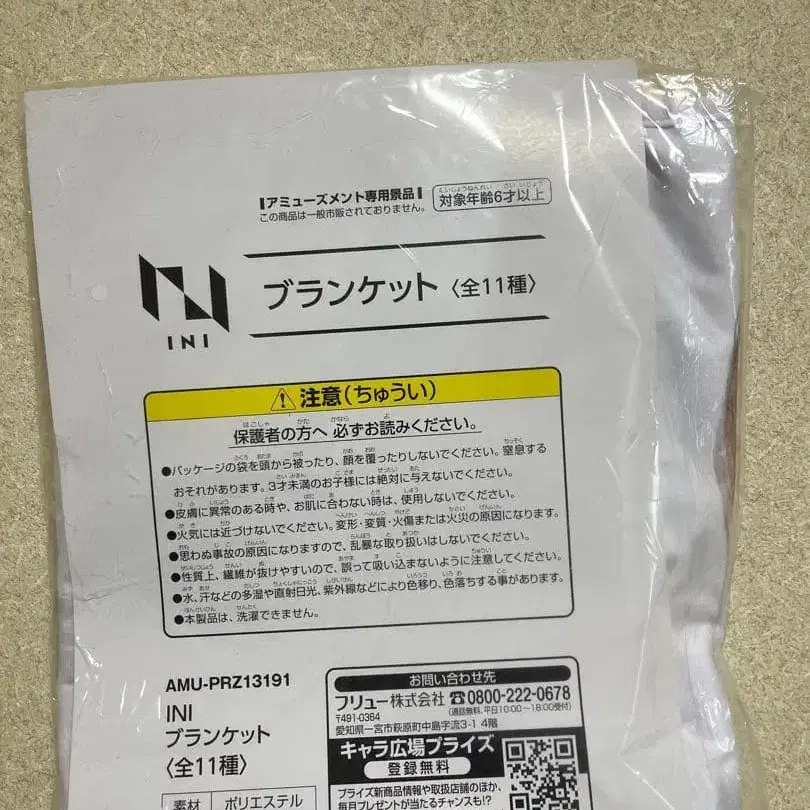 アミューズメント専用景品
この商品は一般市販されておりません。
対象年齢6才以上
INI
ブランケット〈全11種〉
注意(ちゅうい)
保護者の方へ 必ずお読みください。
●パッケージの袋を頭から被ったり、顔を覆ったりしないでください。窒息する
おそれがあります。3才未満のお子様には絶対に与えないでください。
●皮膚に異常のある時や、お肌に合わない時は、使用しないでください。
●火気には近づけないでください。変形・変質・火傷または火災の原因になります。
●思わぬ事故の原因になりますので、乱暴な取り扱いはしないでください。
●性質上、繊維が抜けやすいので、誤って吸い込まないように注意してください。
●水、汗などの多湿や直射日光、紫外線などにより色移り、色落ちする事があります。
●本製品は、洗濯できません。
AMU-PRZ13191
INI
ブランケット
〈全11種〉
素材 ポリエステル
お問い合わせ先
フリュー株式会社 ☎0800-222-0678
〒491-0364 (通話無料、平日10:00~18:00受付)
愛知県一宮市萩原町中島字流3-1 4階
キャラ広場プライズ
登録無料
プライズ新商品情報や取扱店舗のほか、
毎月プレゼントが当たるチャンスも!?